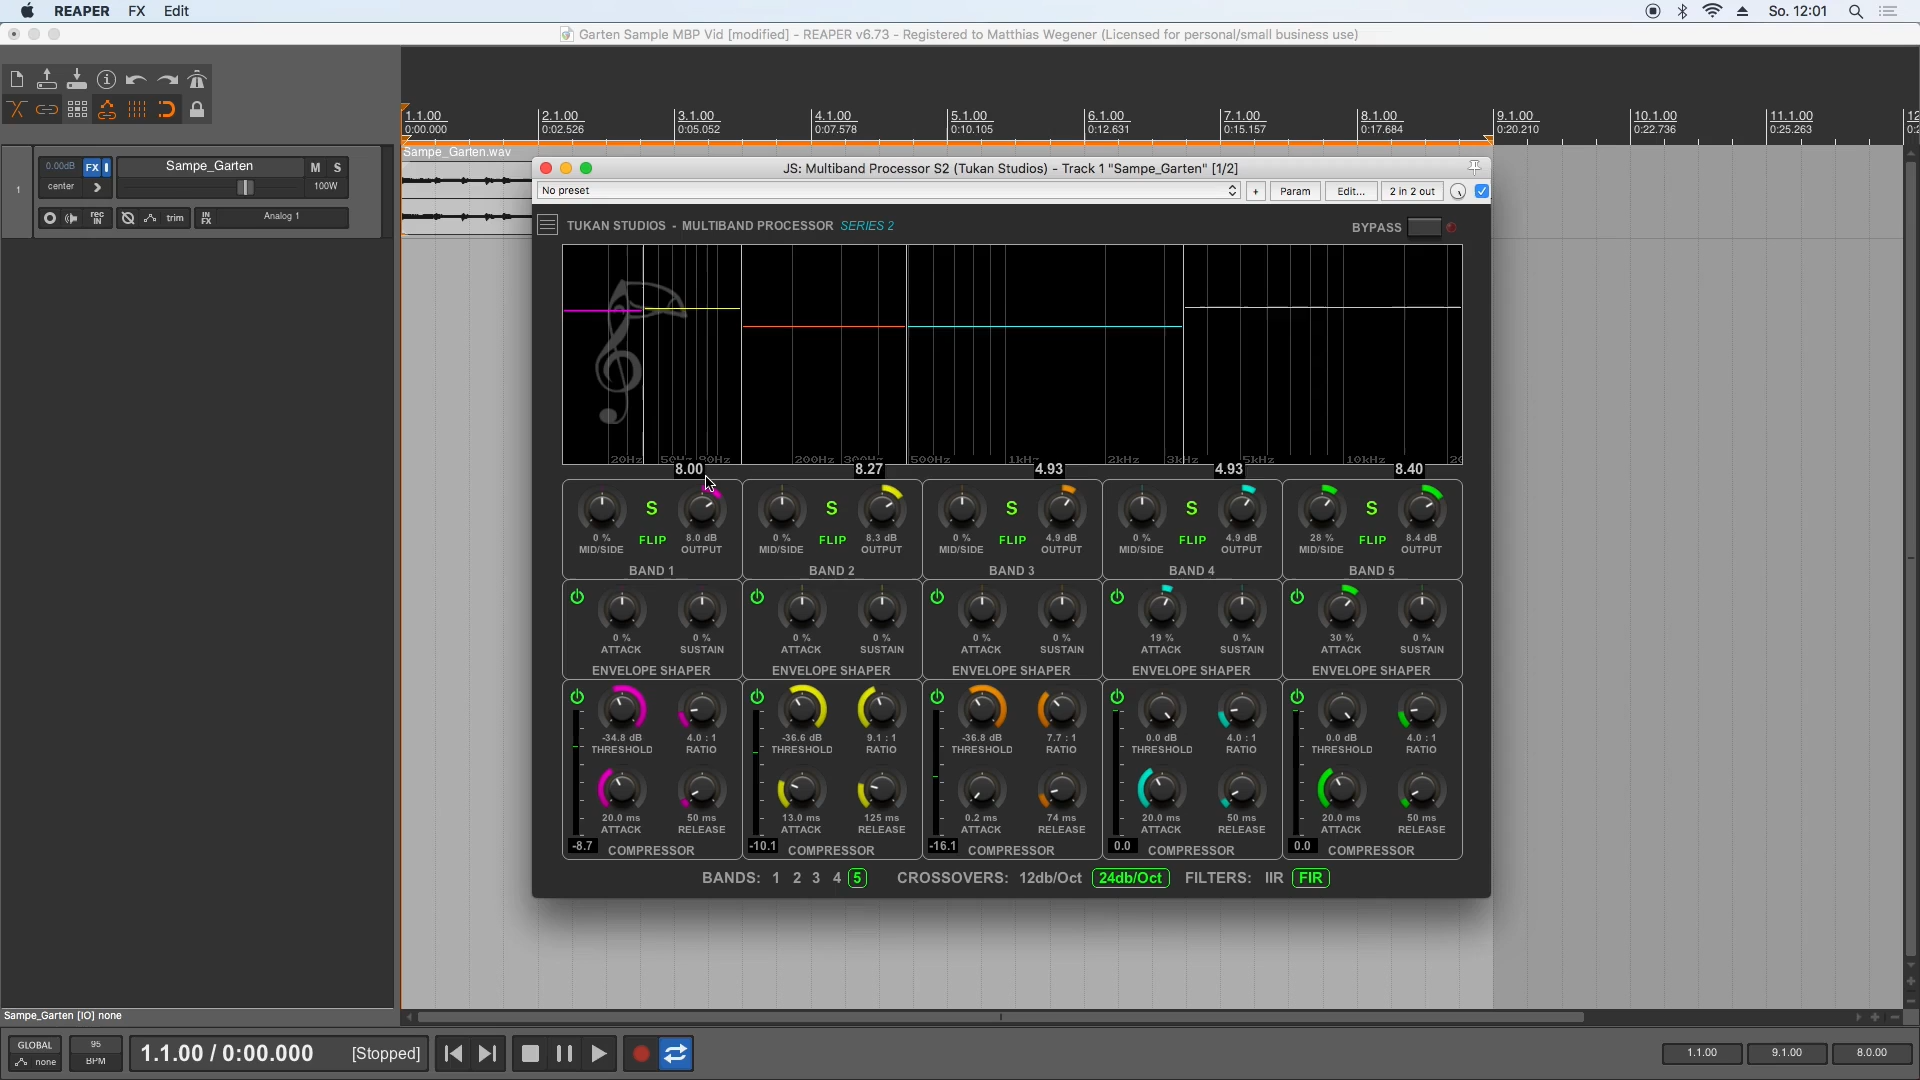 REAPER FX Edit So. 12:01
Garten Sample MBP Vid [modified] - REAPER v6.73 - Registered to Matthias Wegener (Licensed for personal/small business use)
1.1.00 2.1.00 3.1.00 4.1.00 5.1.00 6.1.00 7.1.00 8.1.00 9.1.00 10.1.00 11.1.00
0:00.000 0:02.526 0:05.052 0:07.578 0:10.105 0:12.631 0:15.157 0:17.684 0:20.210 0:22.736 0:25.263
Sampe_Garten.wav
1
0.00dB FX Sampe_Garten M S
center 100W
rec IN trim IN FX Analog 1
JS: Multiband Processor S2 (Tukan Studios) - Track 1 "Sampe_Garten" [1/2]
No preset + Param Edit... 2 in 2 out
TUKAN STUDIOS - MULTIBAND PROCESSOR SERIES 2 BYPASS
20Hz 200Hz 500Hz 1kHz 2kHz 3kHz 5kHz 10kHz
8.00 8.27 4.93 4.93 8.40
S S S S S
0 % FLIP 8.0 dB 0 % FLIP 8.3 dB 0 % FLIP 4.9 dB 0 % FLIP 4.9 dB 28 % FLIP 8.4 dB
MID/SIDE OUTPUT MID/SIDE OUTPUT MID/SIDE OUTPUT MID/SIDE OUTPUT MID/SIDE OUTPUT
BAND 1 BAND 2 BAND 3 BAND 4 BAND 5
0 % 0 % 0 % 0 % 0 % 0 % 19 % 0 % 30 % 0 %
ATTACK SUSTAIN ATTACK SUSTAIN ATTACK SUSTAIN ATTACK SUSTAIN ATTACK SUSTAIN
ENVELOPE SHAPER ENVELOPE SHAPER ENVELOPE SHAPER ENVELOPE SHAPER ENVELOPE SHAPER
-34.8 dB 4.0 : 1 -36.6 dB 9.1 : 1 -36.8 dB 7.7 : 1 0.0 dB 4.0 : 1 0.0 dB 4.0 : 1
THRESHOLD RATIO THRESHOLD RATIO THRESHOLD RATIO THRESHOLD RATIO THRESHOLD RATIO
20.0 ms 50 ms 13.0 ms 125 ms 0.2 ms 74 ms 20.0 ms 50 ms 20.0 ms 50 ms
ATTACK RELEASE ATTACK RELEASE ATTACK RELEASE ATTACK RELEASE ATTACK RELEASE
-8.7 COMPRESSOR -10.1 COMPRESSOR -16.1 COMPRESSOR 0.0 COMPRESSOR 0.0 COMPRESSOR
BANDS: 1 2 3 4 5 CROSSOVERS: 12db/Oct 24db/Oct FILTERS: IIR FIR
Sampe_Garten [IO] none
GLOBAL none 95 BPM 1.1.00 / 0:00.000 [Stopped] 1.1.00 9.1.00 8.0.00